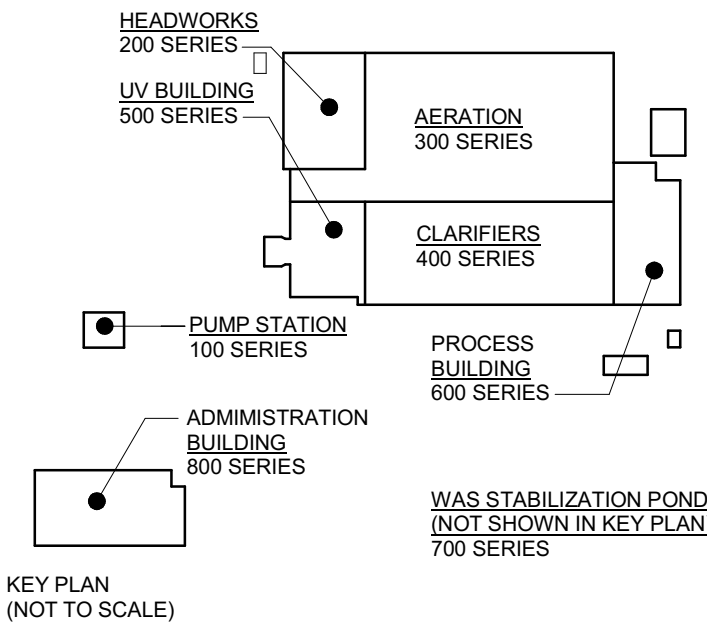 HEADWORKS
200 SERIES
UV BUILDING
500 SERIES
AERATION
300 SERIES
CLARIFIERS
400 SERIES
PUMP STATION
100 SERIES
PROCESS
BUILDING
600 SERIES
ADMIMISTRATION
BUILDING
800 SERIES
WAS STABILIZATION POND
(NOT SHOWN IN KEY PLAN
700 SERIES
KEY PLAN
(NOT TO SCALE)